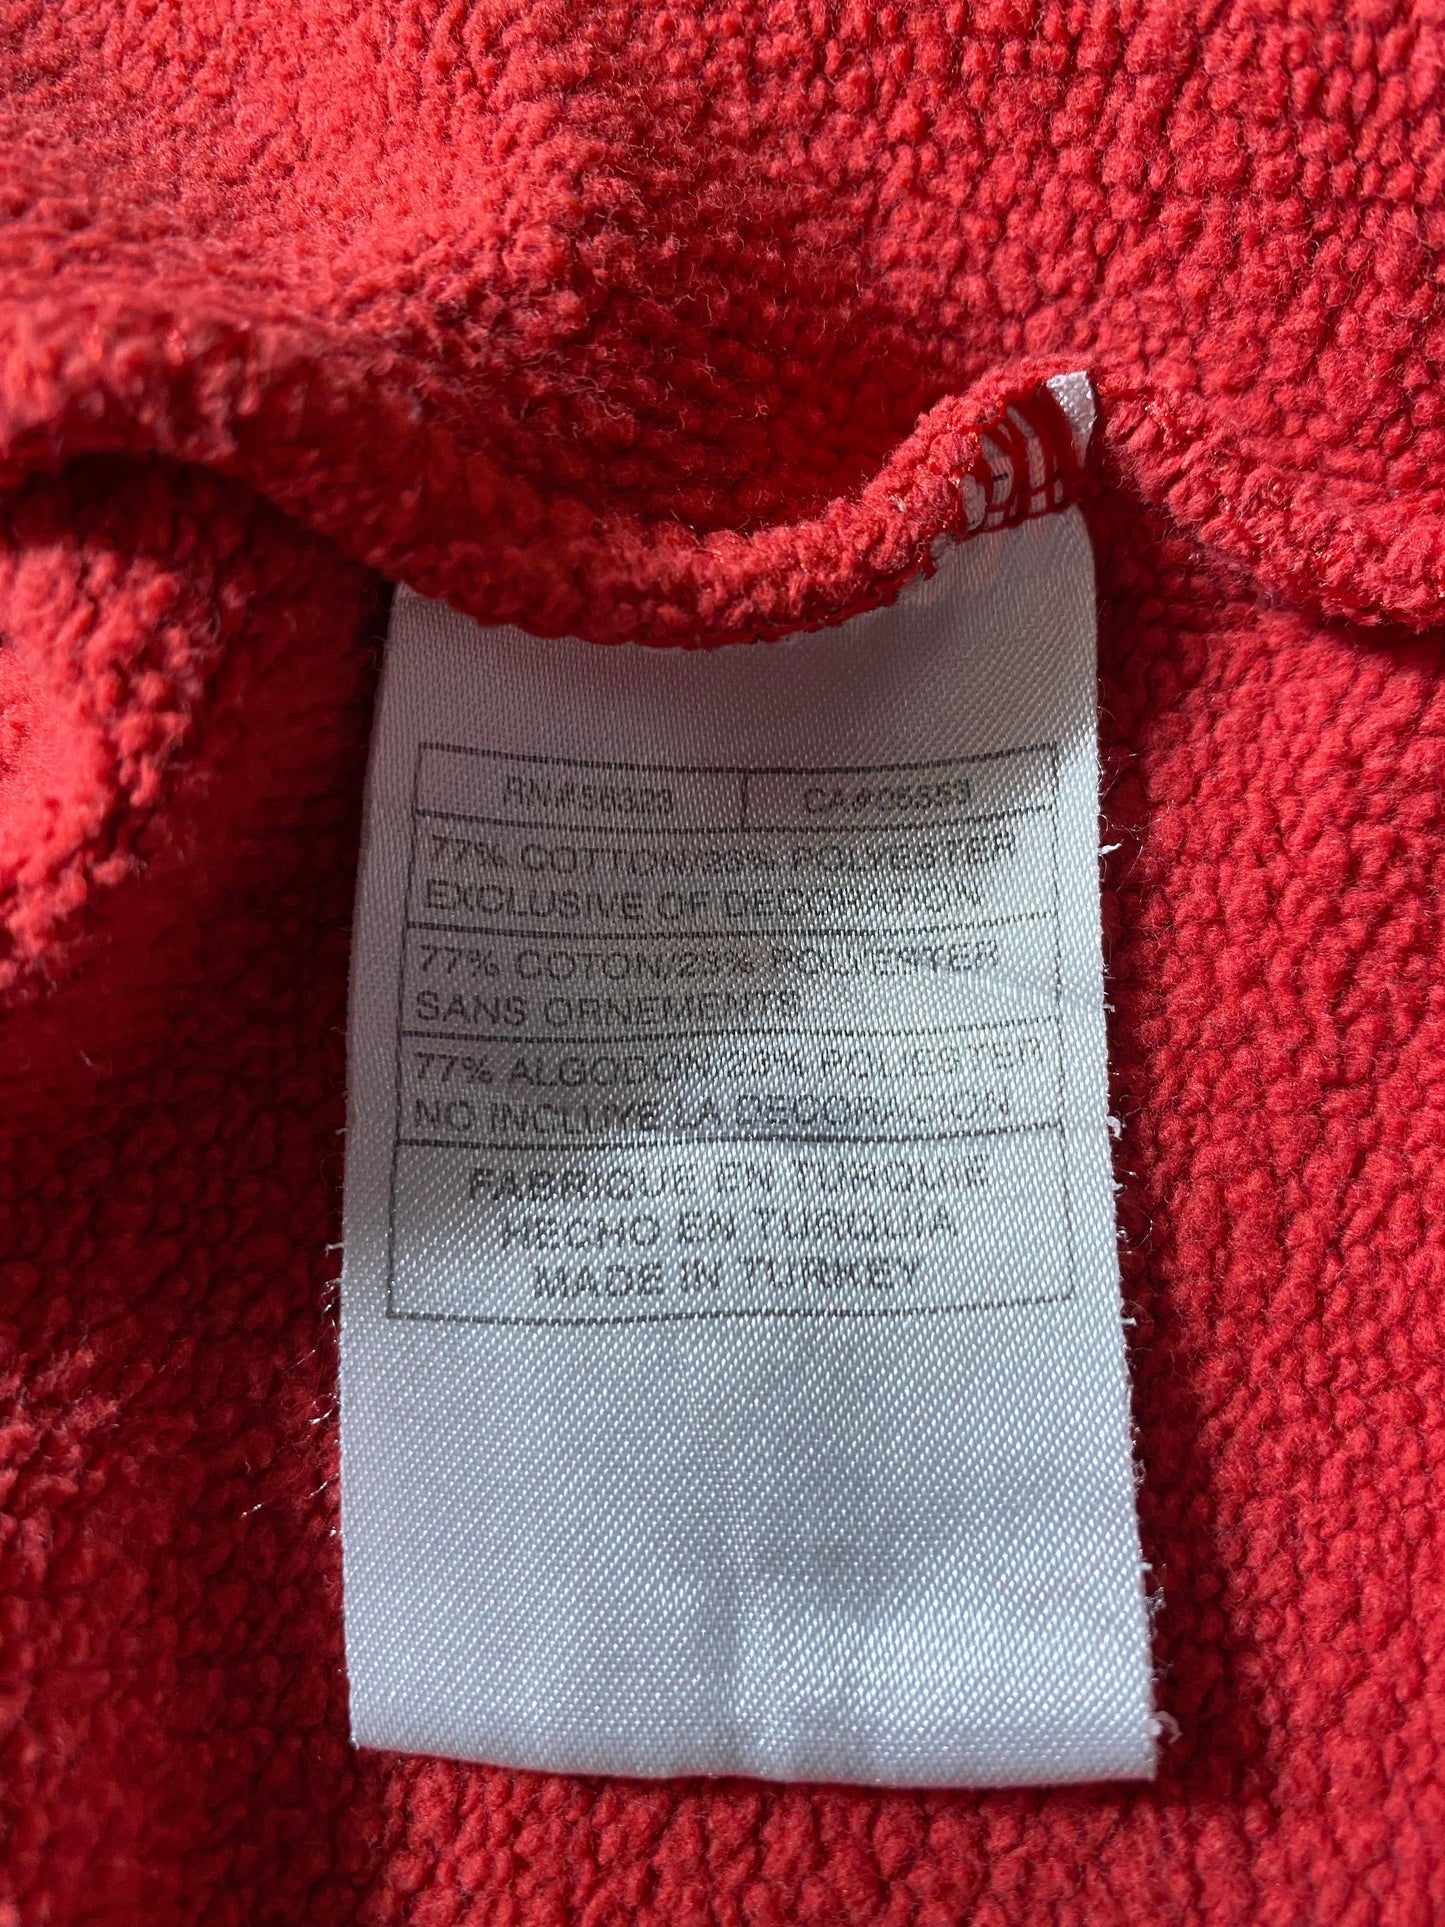 RN#56323 CA#05553
77% COTTON/23% POLYESTER
EXCLUSIVE OF DECORATION
77% COTON/23% POLIESTER
SANS ORNEMENTS
77% ALGODON/23% POLIESTER
NO INCLUYE LA DECORACION
FABRIQUE EN TURQUIE
HECHO EN TURQUIA
MADE IN TURKEY